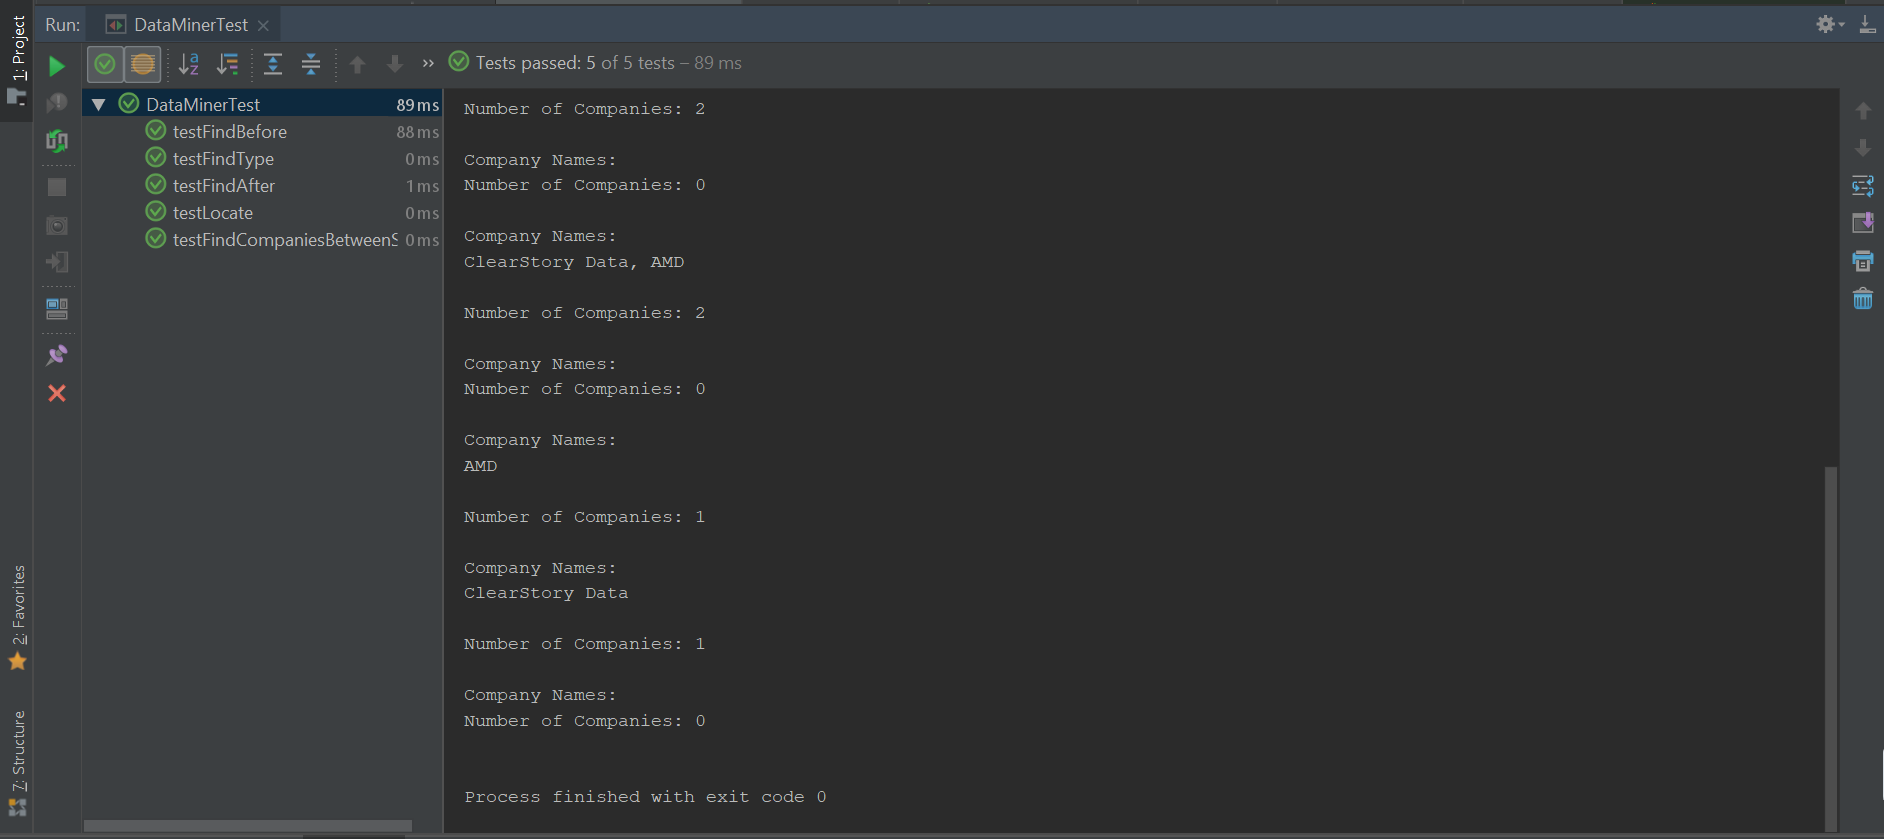 Run: DataMinerTest
1: Project
Tests passed: 5 of 5 tests – 89 ms
DataMinerTest 89 ms
testFindBefore 88 ms
testFindType 0 ms
testFindAfter 1 ms
testLocate 0 ms
testFindCompaniesBetweenS 0 ms
2: Favorites
7: Structure
Number of Companies: 2
Company Names:
Number of Companies: 0
Company Names:
ClearStory Data, AMD
Number of Companies: 2
Company Names:
Number of Companies: 0
Company Names:
AMD
Number of Companies: 1
Company Names:
ClearStory Data
Number of Companies: 1
Company Names:
Number of Companies: 0
Process finished with exit code 0